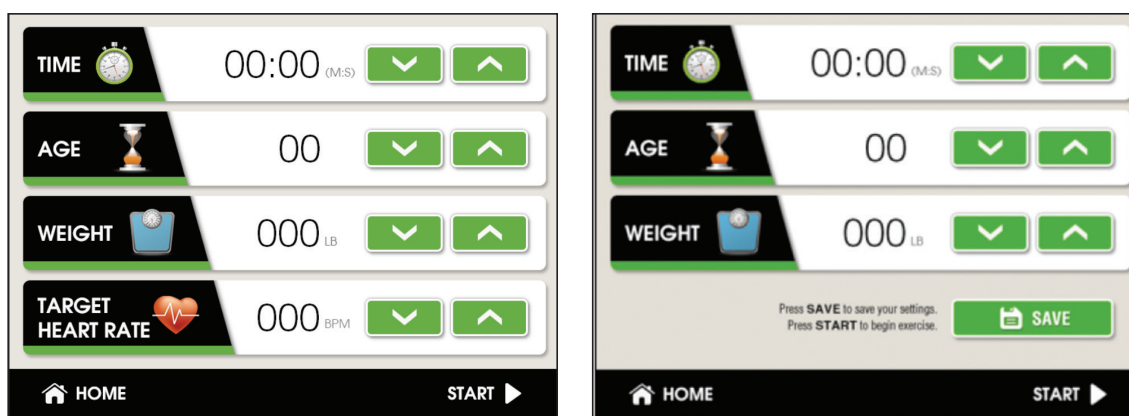 TIME 00:00 (M:S)
AGE 00
WEIGHT 000 LB
TARGET
HEART RATE 000 BPM
HOME START
TIME 00:00 (M:S)
AGE 00
WEIGHT 000 LB
Press SAVE to save your settings.
Press START to begin exercise.
SAVE
HOME START